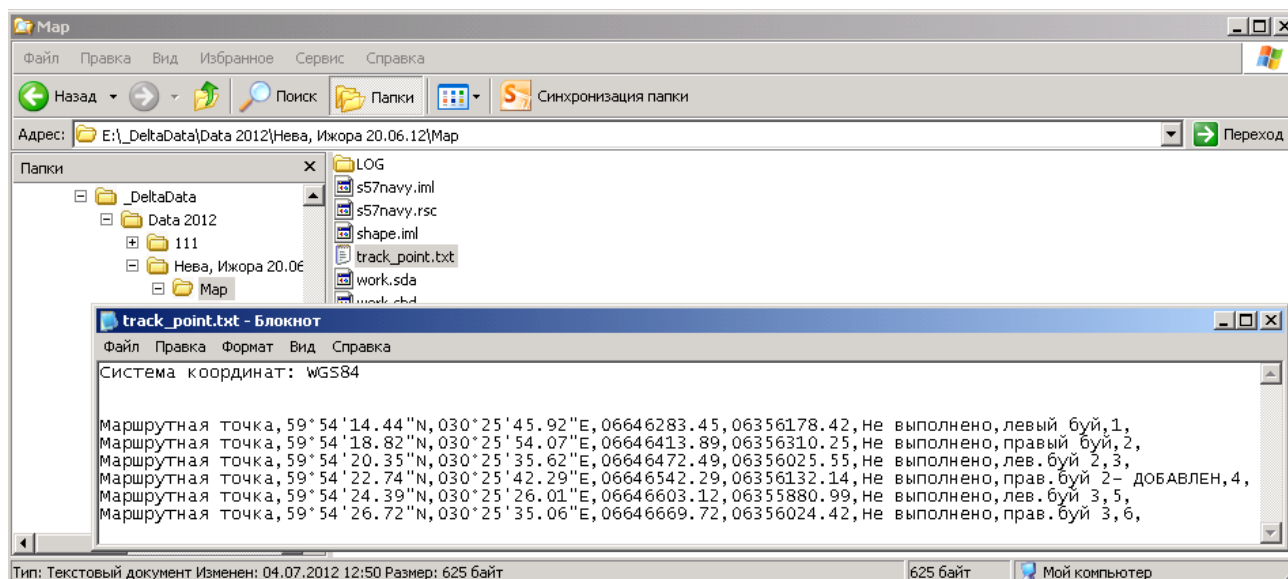 Map
Файл Правка Вид Избранное Сервис Справка
Назад Поиск Папки Синхронизация папки
Адрес: E:\_DeltaData\Data 2012\Нева, Ижора 20.06.12\Map Переход
Папки
_DeltaData
Data 2012
111
Нева, Ижора 20.06
Map
LOG
s57navy.iml
s57navy.rsc
shape.iml
track_point.txt
work.sda
track_point.txt - Блокнот
Файл Правка Формат Вид Справка
Система координат: WGS84
Маршрутная точка,59°54'14.44"N,030°25'45.92"E,06646283.45,06356178.42,Не выполнено,левый буй,1,
Маршрутная точка,59°54'18.82"N,030°25'54.07"E,06646413.89,06356310.25,Не выполнено,правый буй,2,
Маршрутная точка,59°54'20.35"N,030°25'35.62"E,06646472.49,06356025.55,Не выполнено,лев.буй 2,3,
Маршрутная точка,59°54'22.74"N,030°25'42.29"E,06646542.29,06356132.14,Не выполнено,прав.буй 2- ДОБАВЛЕН,4,
Маршрутная точка,59°54'24.39"N,030°25'26.01"E,06646603.12,06355880.99,Не выполнено,лев.буй 3,5,
Маршрутная точка,59°54'26.72"N,030°25'35.06"E,06646669.72,06356024.42,Не выполнено,прав.буй 3,6,
Тип: Текстовый документ Изменен: 04.07.2012 12:50 Размер: 625 байт 625 байт Мой компьютер